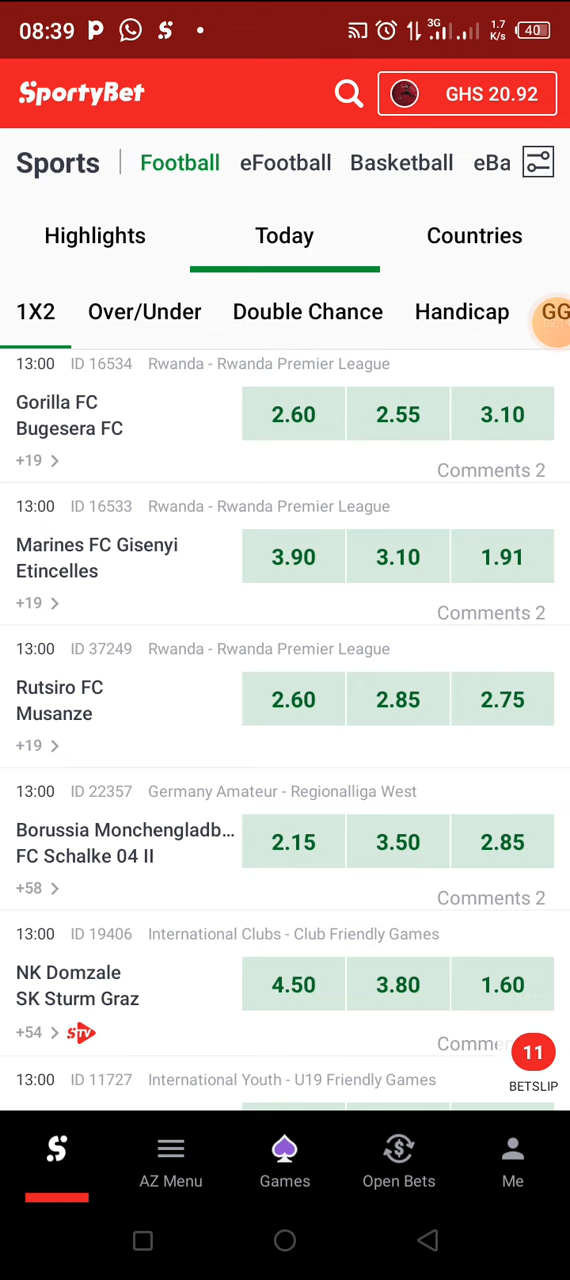 08:39
3G
1.7 K/s
40
SportyBet
GHS 20.92
Sports Football eFootball Basketball eBa
Highlights Today Countries
1X2 Over/Under Double Chance Handicap GG
13:00 ID 16534 Rwanda - Rwanda Premier League
Gorilla FC
Bugesera FC
2.60 2.55 3.10
+19
Comments 2
13:00 ID 16533 Rwanda - Rwanda Premier League
Marines FC Gisenyi
Etincelles
3.90 3.10 1.91
+19
Comments 2
13:00 ID 37249 Rwanda - Rwanda Premier League
Rutsiro FC
Musanze
2.60 2.85 2.75
+19
13:00 ID 22357 Germany Amateur - Regionalliga West
Borussia Monchengladb...
FC Schalke 04 II
2.15 3.50 2.85
+58
Comments 2
13:00 ID 19406 International Clubs - Club Friendly Games
NK Domzale
SK Sturm Graz
4.50 3.80 1.60
+54 STV
Comme
11
BETSLIP
13:00 ID 11727 International Youth - U19 Friendly Games
AZ Menu Games Open Bets Me